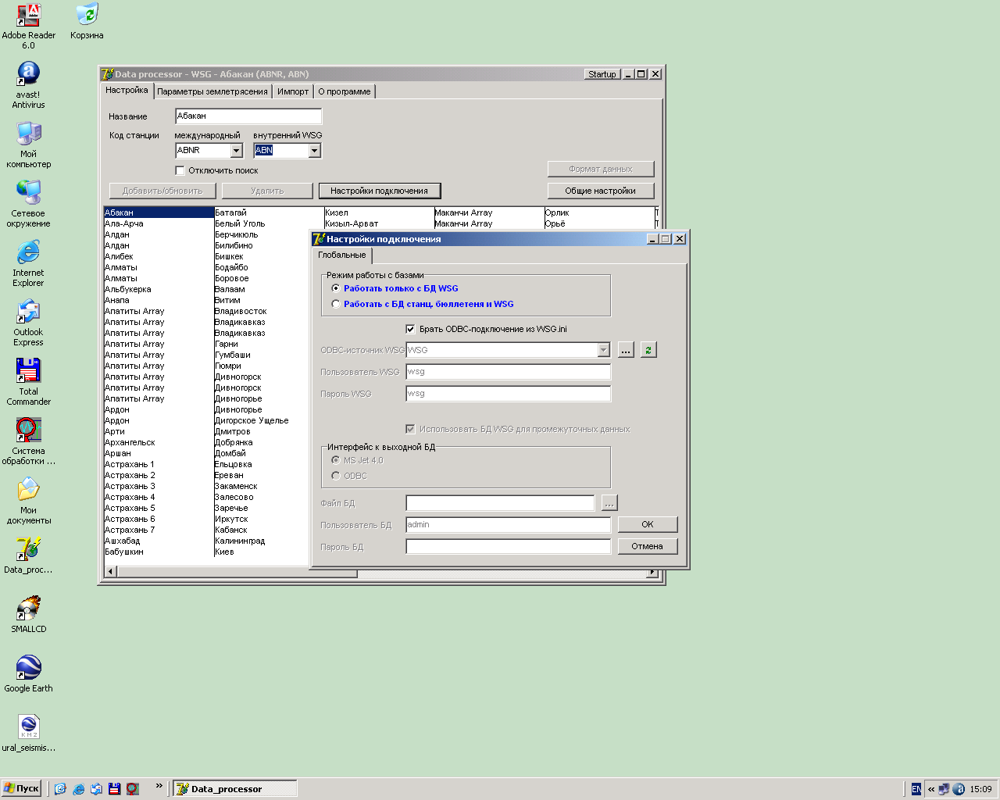 Adobe Reader
6.0
Корзина
avast!
Antivirus
Мой
компьютер
Сетевое
окружение
Internet
Explorer
Outlook
Express
Total
Commander
Система
обработки ...
Мои
документы
Data_proc...
SMALLCD
Google Earth
KMZ
ural_seismis...
Data processor - WSG - Абакан (ABNR, ABN)
Startup
Настройка
Параметры землетрясения
Импорт
О программе
Название
Абакан
Код станции
международный
внутренний WSG
ABNR
ABN
Отключить поиск
Формат данных
Добавить/обновить
Удалить
Настройки подключения
Общие настройки
Абакан
Ала-Арча
Алдан
Алдан
Алибек
Алматы
Алматы
Альбукерка
Анапа
Апатиты Array
Апатиты Array
Апатиты Array
Апатиты Array
Апатиты Array
Апатиты Array
Апатиты Array
Апатиты Array
Апатиты Array
Ардон
Ардон
Арти
Архангельск
Аршан
Астрахань 1
Астрахань 2
Астрахань 3
Астрахань 4
Астрахань 5
Астрахань 6
Астрахань 7
Ашхабад
Бабушкин
Батагай
Белый Уголь
Берчикюль
Билибино
Бишкек
Бодайбо
Боровое
Валаам
Витим
Владивосток
Владикавказ
Владикавказ
Гарни
Гумбаши
Гюмри
Дивногорск
Дивногорск
Дивногорье
Дивногорье
Дигорское Ущелье
Дмитров
Добрянка
Домбай
Ельцовка
Ереван
Закаменск
Залесово
Заречье
Иркутск
Кабанск
Калининград
Киев
Кизел
Кизыл-Арват
Маканчи Array
Маканчи Array
Орлик
Орьё
Т
Настройки подключения
Глобальные
Режим работы с базами
Работать только с БД WSG
Работать с БД станц. бюллетеня и WSG
Брать ODBC-подключение из WSG.ini
ODBC-источник WSG
WSG
...
Пользователь WSG
wsg
Пароль WSG
wsg
Использовать БД WSG для промежуточных данных
Интерфейс к выходной БД
MS Jet 4.0
ODBC
Файл БД
...
Пользователь БД
admin
OK
Пароль БД
Отмена
Пуск
»
Data_processor
EN
«
15:09